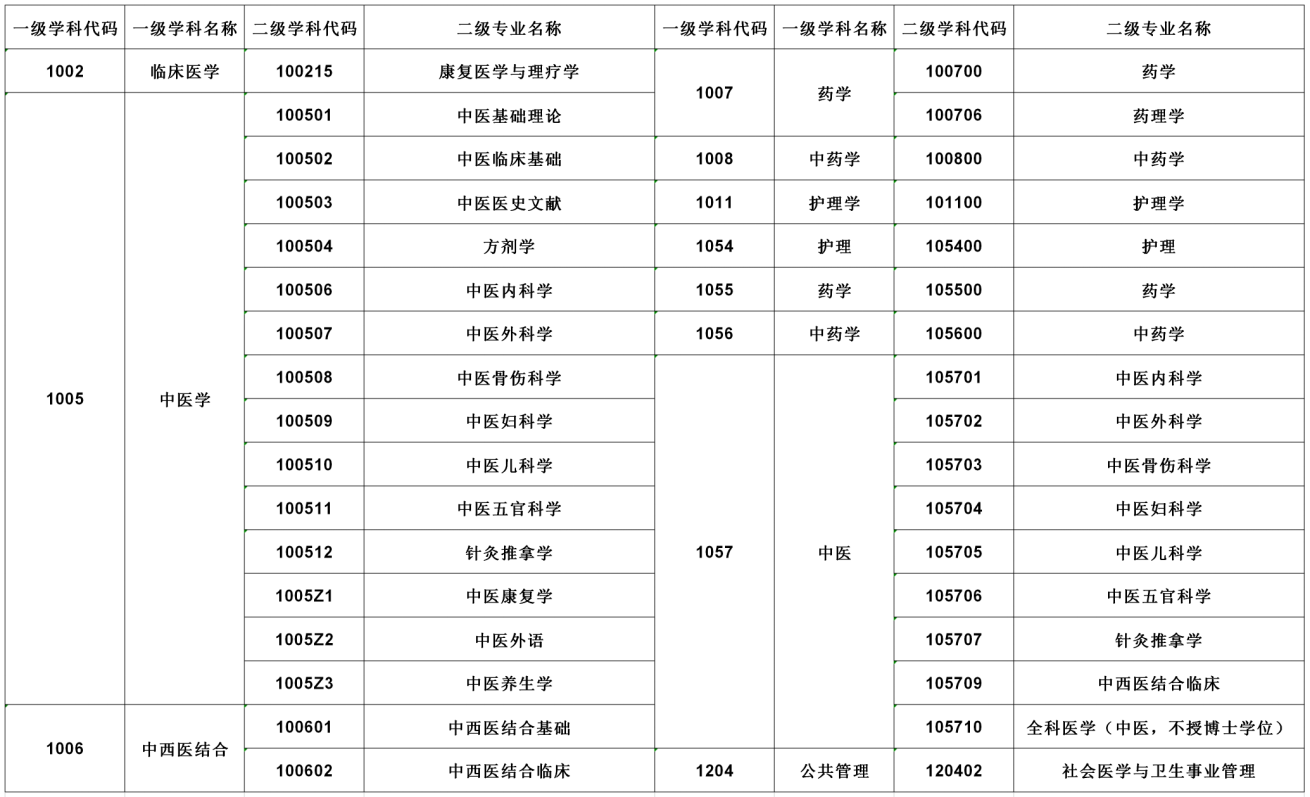 一级学科代码 一级学科名称 二级学科代码 二级专业名称 一级学科代码 一级学科名称 二级学科代码 二级专业名称
1002 临床医学 100215 康复医学与理疗学 1007 药学 100700 药学
1005 中医学 100501 中医基础理论 100706 药理学
100502 中医临床基础 1008 中药学 100800 中药学
100503 中医医史文献 1011 护理学 101100 护理学
100504 方剂学 1054 护理 105400 护理
100506 中医内科学 1055 药学 105500 药学
100507 中医外科学 1056 中药学 105600 中药学
100508 中医骨伤科学 1057 中医 105701 中医内科学
100509 中医妇科学 105702 中医外科学
100510 中医儿科学 105703 中医骨伤科学
100511 中医五官科学 105704 中医妇科学
100512 针灸推拿学 105705 中医儿科学
1005Z1 中医康复学 105706 中医五官科学
1005Z2 中医外语 105707 针灸推拿学
1005Z3 中医养生学 105709 中西医结合临床
1006 中西医结合 100601 中西医结合基础 105710 全科医学（中医，不授博士学位）
100602 中西医结合临床 1204 公共管理 120402 社会医学与卫生事业管理